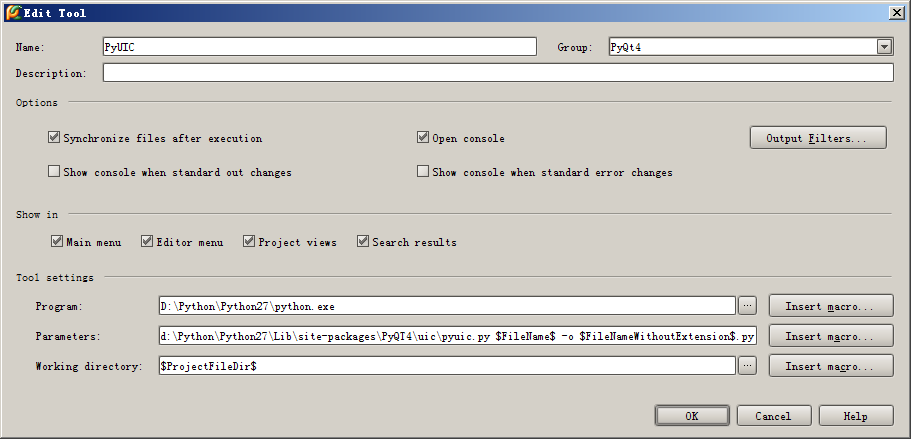 Edit Tool
Name: PyUIC Group: PyQt4
Description:
Options
Synchronize files after execution Open console Output Filters...
Show console when standard out changes Show console when standard error changes
Show in
Main menu Editor menu Project views Search results
Tool settings
Program: D:\Python\Python27\python.exe ... Insert macro...
Parameters: d:\Python\Python27\Lib\site-packages\PyQT4\uic\pyuic.py $FileName$ -o $FileNameWithoutExtension$.py Insert macro...
Working directory: $ProjectFileDir$ ... Insert macro...
OK Cancel Help